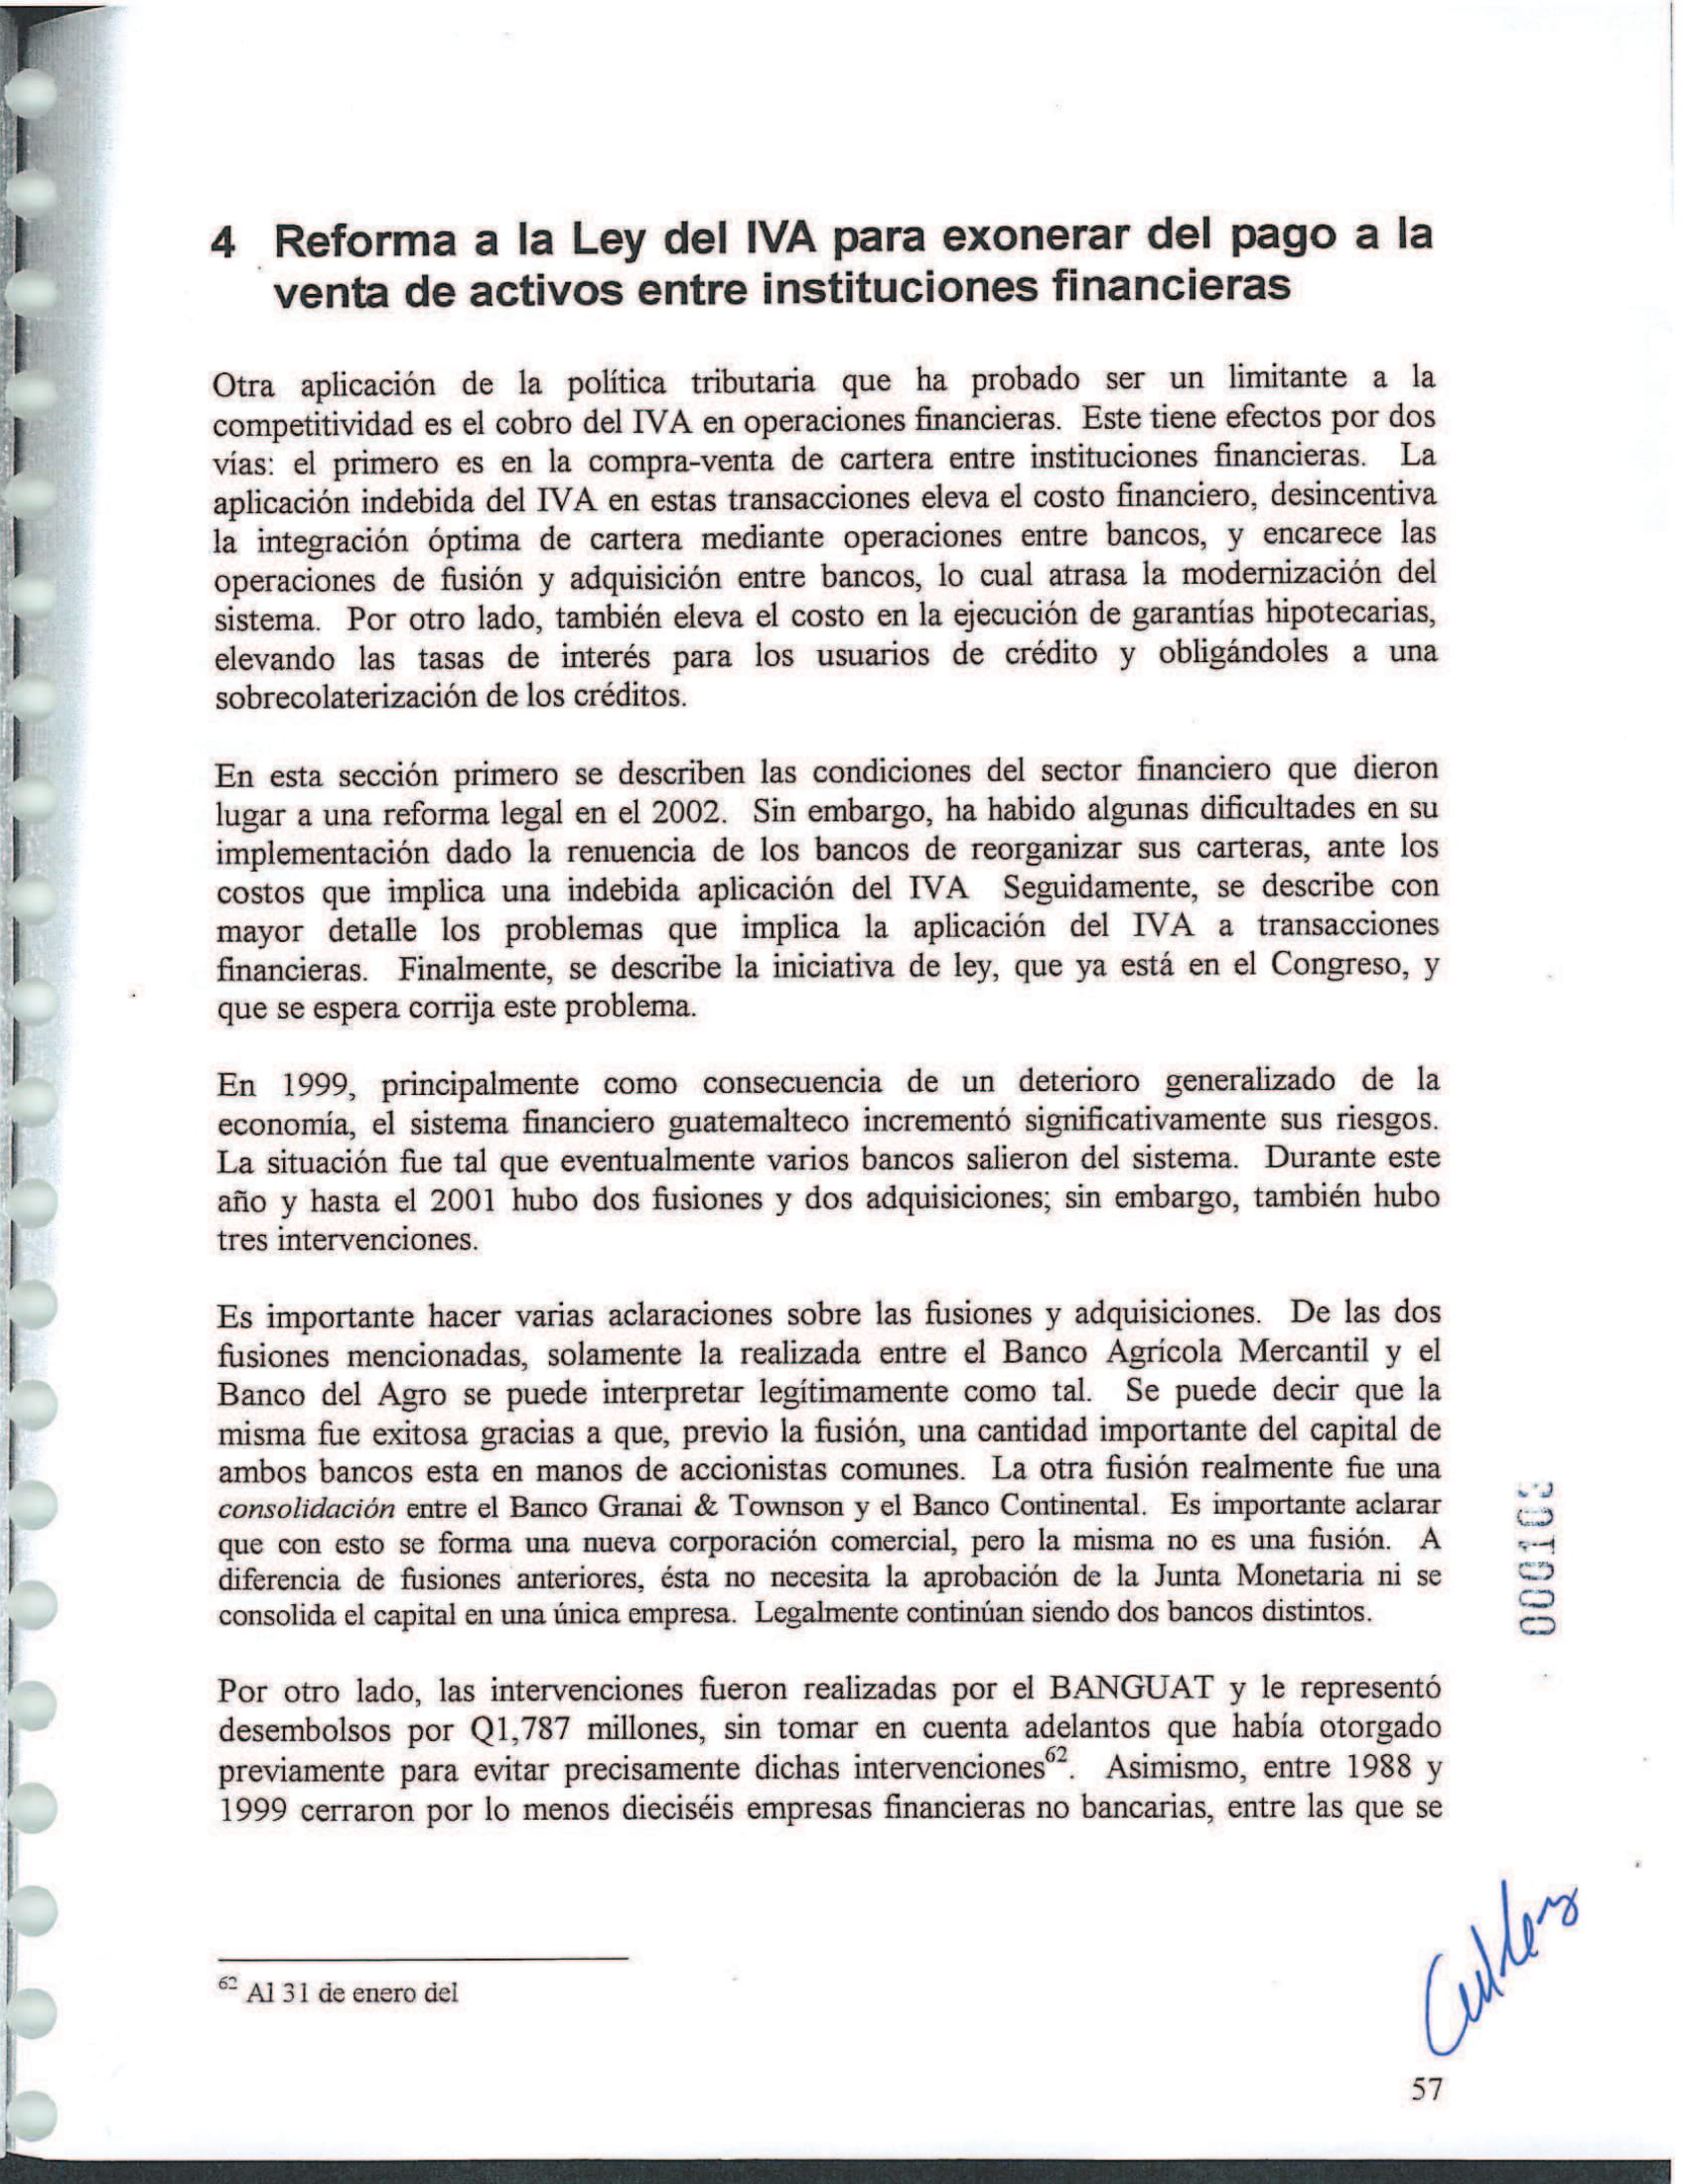 4 Reforma a la Ley del IVA para exonerar del pago a la
venta de activos entre instituciones financieras
Otra aplicación de la política tributaria que ha probado ser un limitante a la
competitividad es el cobro del IVA en operaciones financieras. Este tiene efectos por dos
vías: el primero es en la compra-venta de cartera entre instituciones financieras. La
aplicación indebida del IVA en estas transacciones eleva el costo financiero, desincentiva
la integración óptima de cartera mediante operaciones entre bancos, y encarece las
operaciones de fusión y adquisición entre bancos, lo cual atrasa la modernización del
sistema. Por otro lado, también eleva el costo en la ejecución de garantías hipotecarias,
elevando las tasas de interés para los usuarios de crédito y obligándoles a una
sobrecolaterización de los créditos.
En esta sección primero se describen las condiciones del sector financiero que dieron
lugar a una reforma legal en el 2002. Sin embargo, ha habido algunas dificultades en su
implementación dado la renuencia de los bancos de reorganizar sus carteras, ante los
costos que implica una indebida aplicación del IVA Seguidamente, se describe con
mayor detalle los problemas que implica la aplicación del IVA a transacciones
financieras. Finalmente, se describe la iniciativa de ley, que ya está en el Congreso, y
que se espera corrija este problema.
En 1999, principalmente como consecuencia de un deterioro generalizado de la
economía, el sistema financiero guatemalteco incrementó significativamente sus riesgos.
La situación fue tal que eventualmente varios bancos salieron del sistema. Durante este
año y hasta el 2001 hubo dos fusiones y dos adquisiciones; sin embargo, también hubo
tres intervenciones.
Es importante hacer varias aclaraciones sobre las fusiones y adquisiciones. De las dos
fusiones mencionadas, solamente la realizada entre el Banco Agrícola Mercantil y el
Banco del Agro se puede interpretar legítimamente como tal. Se puede decir que la
misma fue exitosa gracias a que, previo la fusión, una cantidad importante del capital de
ambos bancos esta en manos de accionistas comunes. La otra fusión realmente fue una
consolidación entre el Banco Granai & Townson y el Banco Continental. Es importante aclarar
que con esto se forma una nueva corporación comercial, pero la misma no es una fusión. A
diferencia de fusiones anteriores, ésta no necesita la aprobación de la Junta Monetaria ni se
consolida el capital en una única empresa. Legalmente continúan siendo dos bancos distintos.
Por otro lado, las intervenciones fueron realizadas por el BANGUAT y le representó
desembolsos por Q1,787 millones, sin tomar en cuenta adelantos que había otorgado
previamente para evitar precisamente dichas intervenciones62. Asimismo, entre 1988 y
1999 cerraron por lo menos dieciséis empresas financieras no bancarias, entre las que se
000103
62 Al 31 de enero del
57